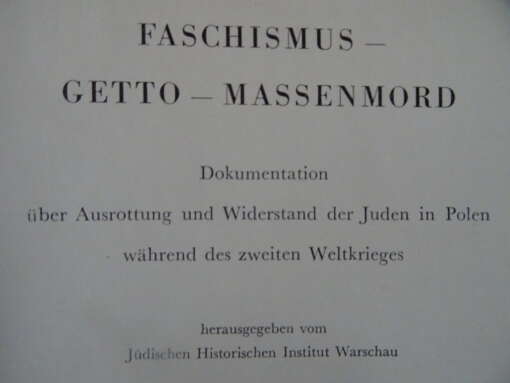 FASCHISMUS –
GETTO – MASSENMORD
Dokumentation
über Ausrottung und Widerstand der Juden in Polen
während des zweiten Weltkrieges
herausgegeben vom
Jüdischen Historischen Institut Warschau